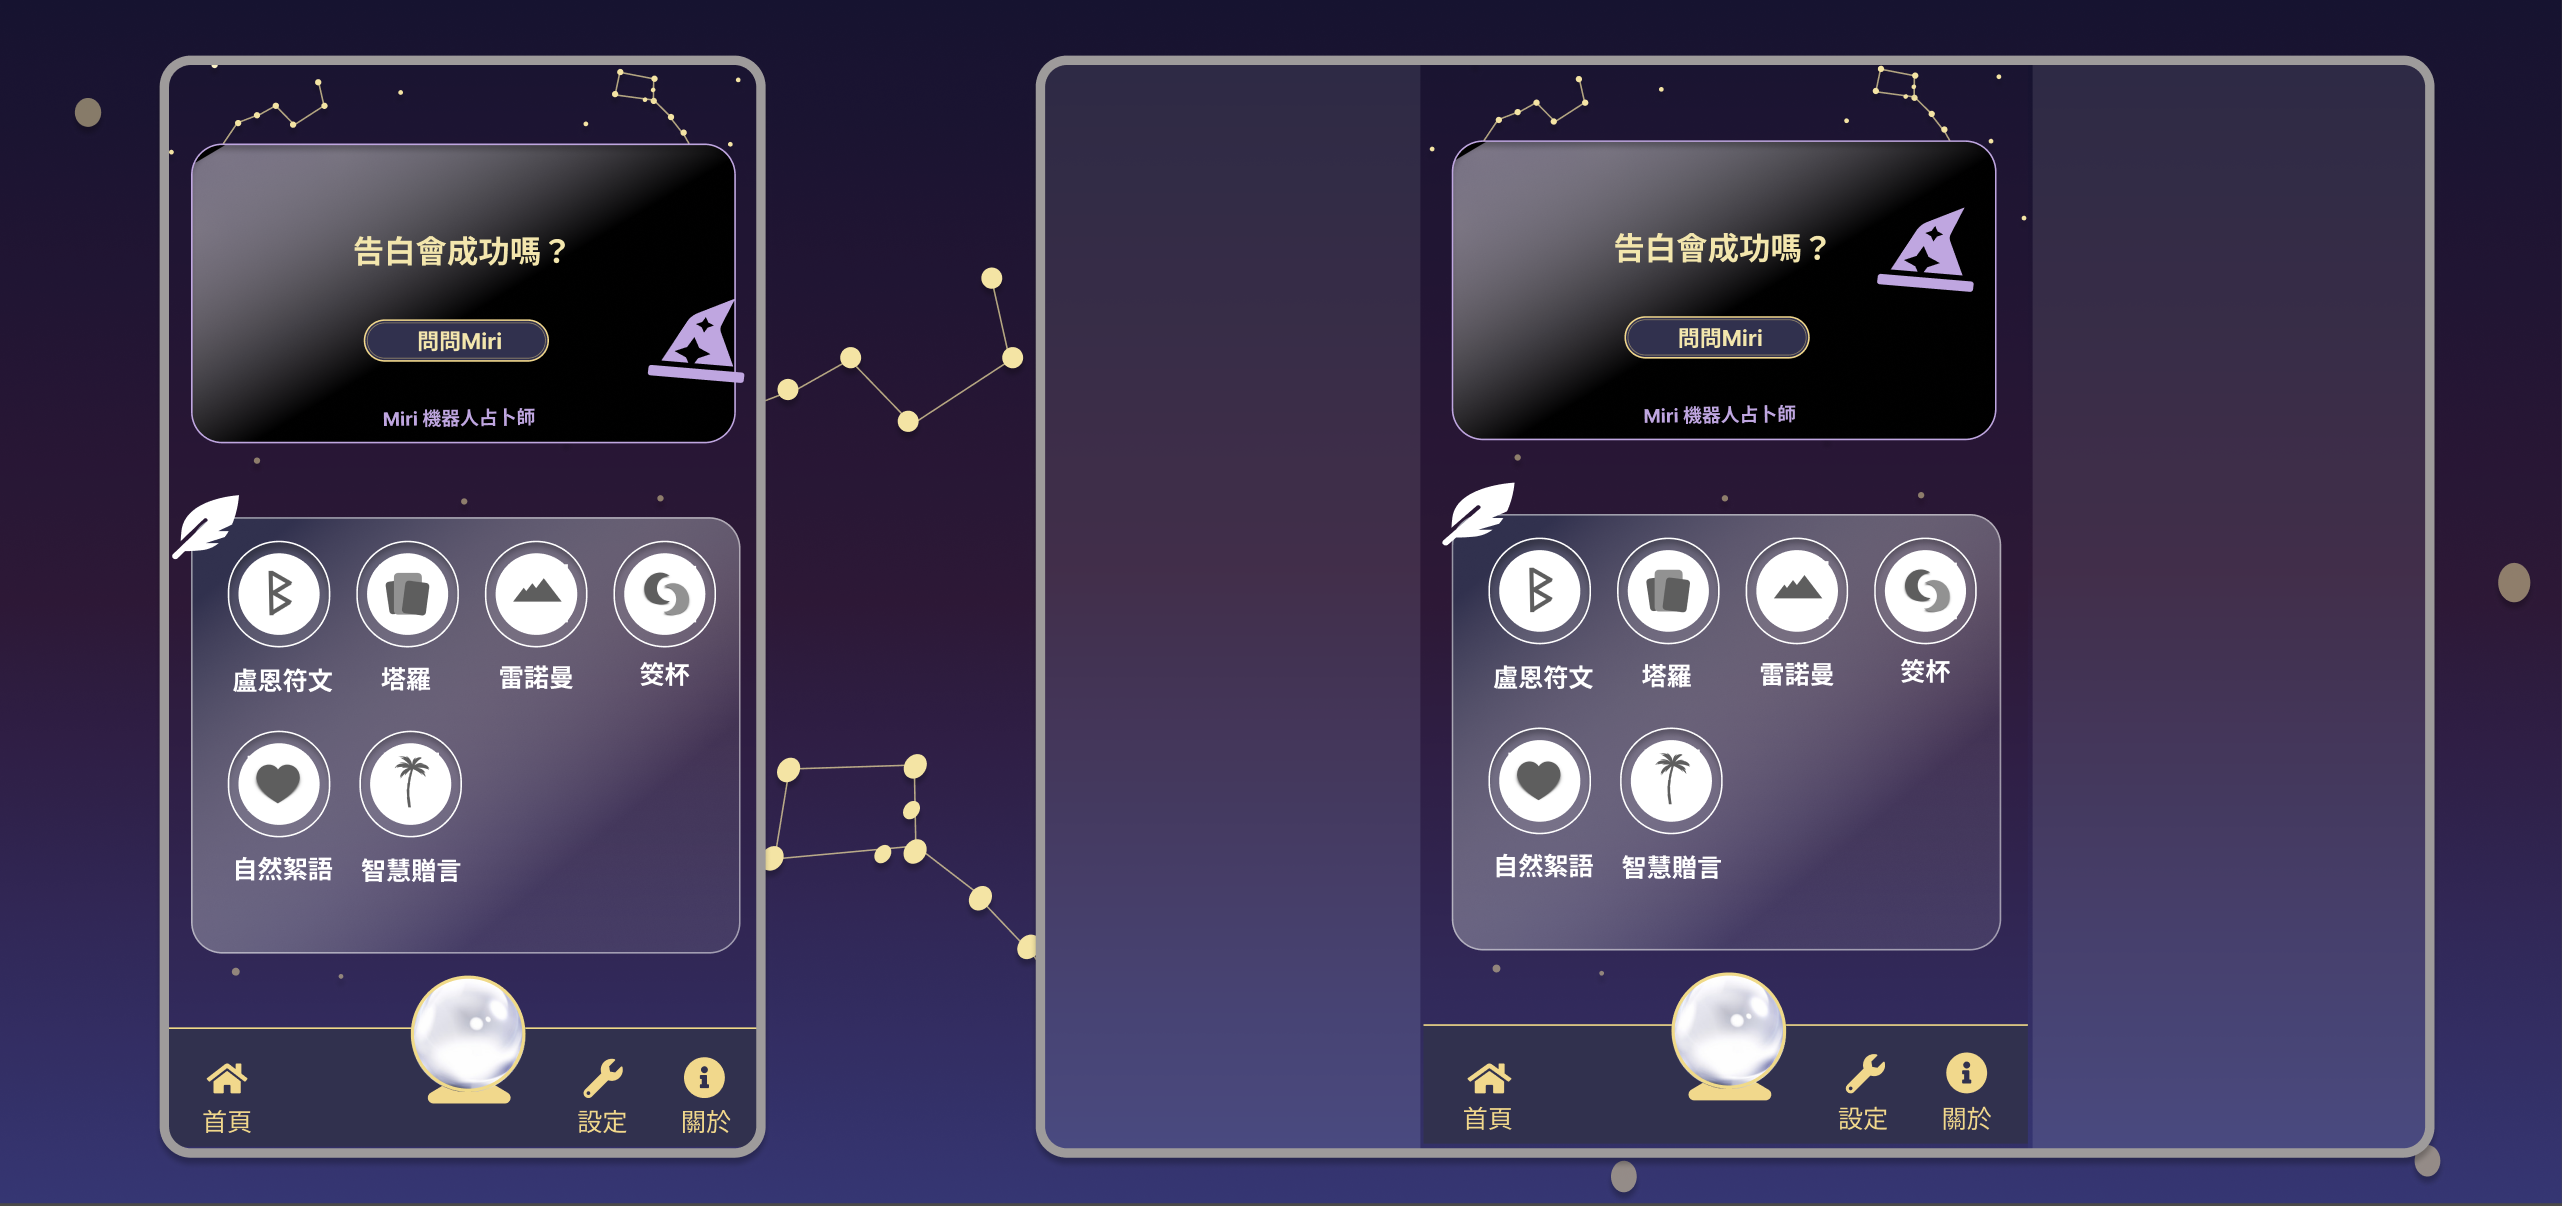 告白會成功嗎？
問問Miri
Miri 機器人占卜師
盧恩符文
塔羅
雷諾曼
筊杯
自然絮語
智慧贈言
首頁
設定
關於
告白會成功嗎？
問問Miri
Miri 機器人占卜師
盧恩符文
塔羅
雷諾曼
筊杯
自然絮語
智慧贈言
首頁
設定
關於